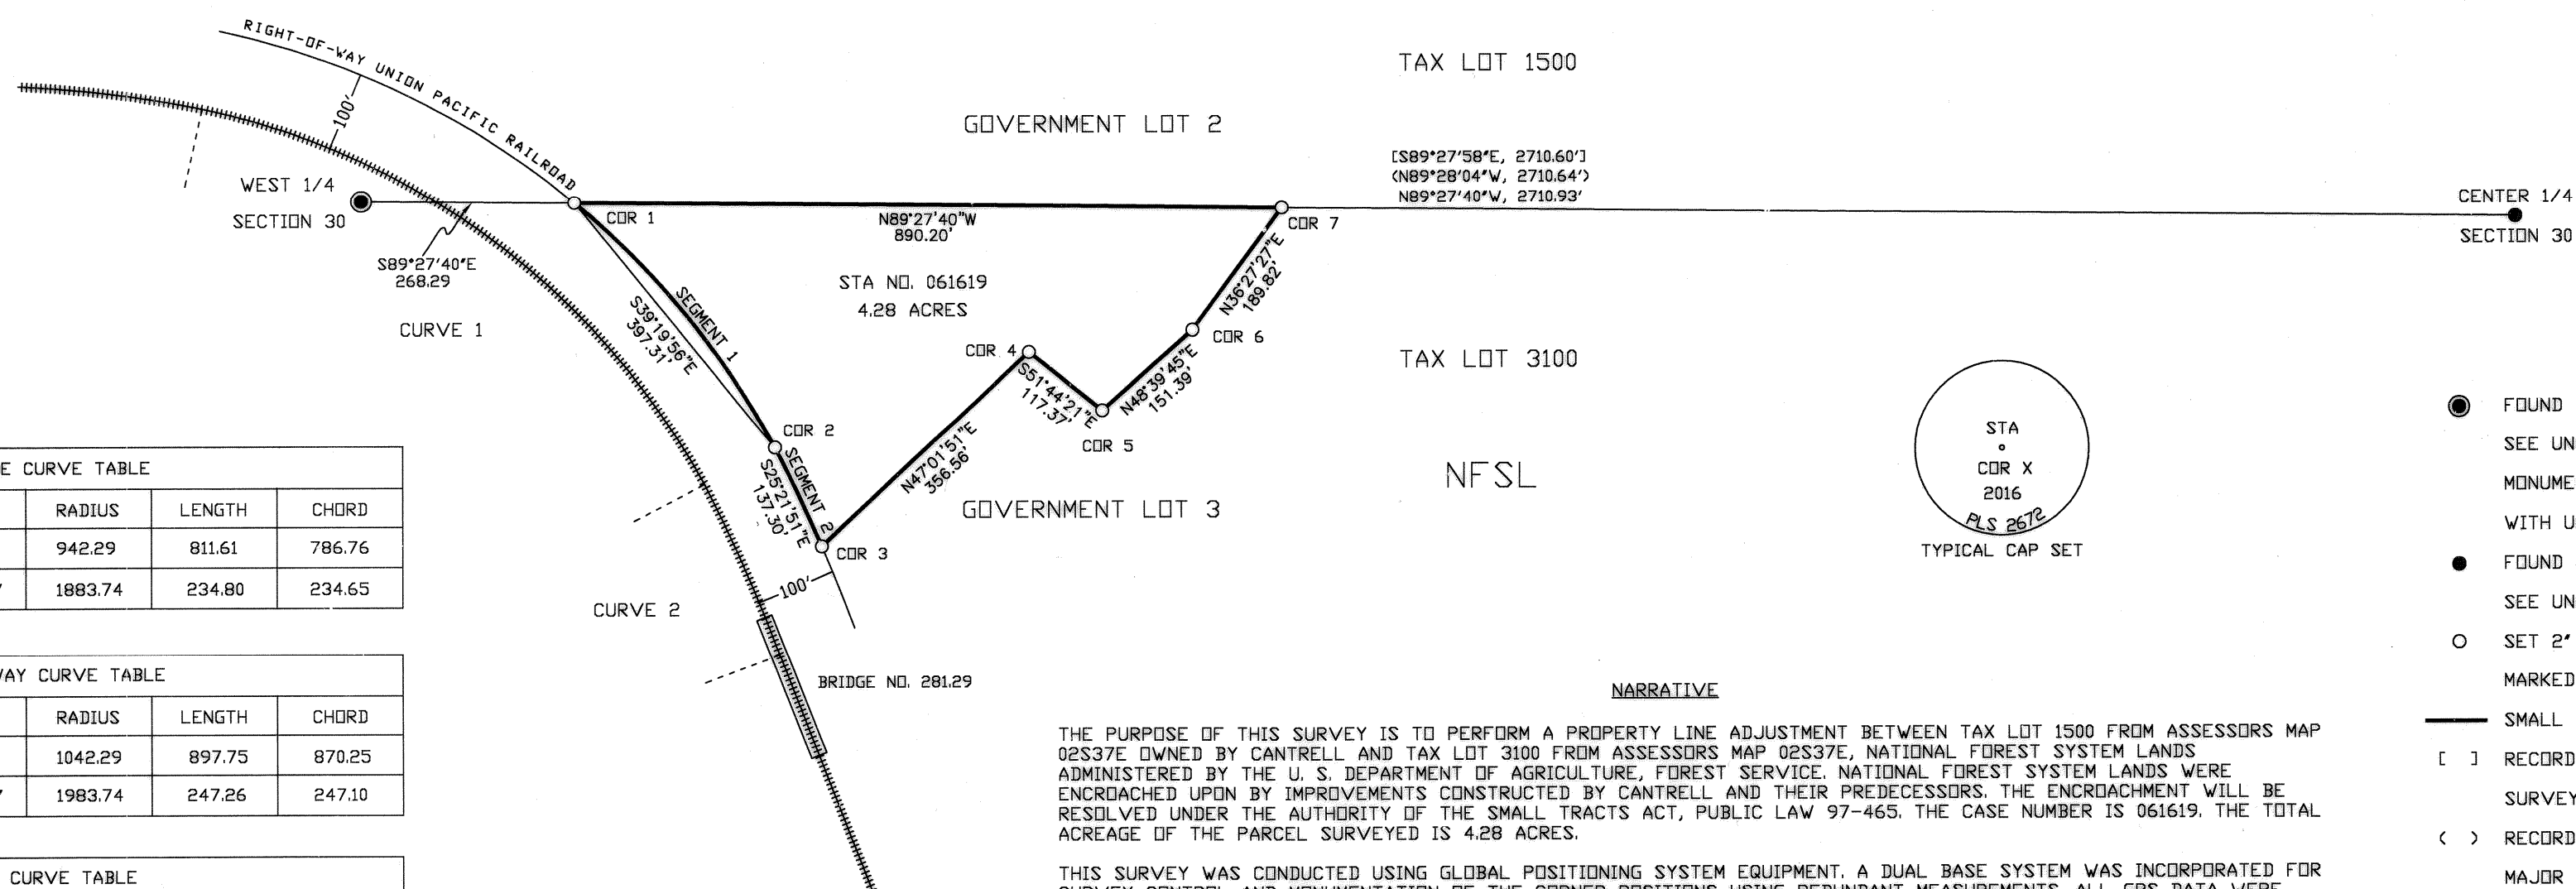 RIGHT-OF-WAY UNION PACIFIC RAILROAD
100'
TAX LOT 1500
GOVERNMENT LOT 2
[S89°27'58"E, 2710.60']
(N89°28'04"W, 2710.64')
N89°27'40"W, 2710.93'
WEST 1/4
SECTION 30
CENTER 1/4
SECTION 30
COR 1
N89°27'40"W
890.20'
COR 7
S89°27'40"E
268.29
STA NO. 061619
4.28 ACRES
N36°27'27"E
189.82'
CURVE 1
SEGMENT 1
S39°19'56"E
397.31'
COR 4
COR 6
TAX LOT 3100
S51°44'21"E
117.37'
N48°39'45"E
151.39'
COR 5
COR 2
SEGMENT 2
S25°21'51"E
137.30'
N47°01'51"E
356.56'
NFSL
GOVERNMENT LOT 3
COR 3
100'
CURVE 2
BRIDGE NO. 281.29
STA
COR X
2016
PLS 2672
TYPICAL CAP SET
E CURVE TABLE
RADIUS LENGTH CHORD
942.29 811.61 786.76
1883.74 234.80 234.65
AY CURVE TABLE
RADIUS LENGTH CHORD
1042.29 897.75 870.25
1983.74 247.26 247.10
CURVE TABLE
FOUND
SEE UN
MONUME
WITH U
FOUND
SEE UN
SET 2"
MARKED
SMALL
[ ] RECORD
SURVEY
( ) RECORD
MAJOR
NARRATIVE
THE PURPOSE OF THIS SURVEY IS TO PERFORM A PROPERTY LINE ADJUSTMENT BETWEEN TAX LOT 1500 FROM ASSESSORS MAP
02S37E OWNED BY CANTRELL AND TAX LOT 3100 FROM ASSESSORS MAP 02S37E, NATIONAL FOREST SYSTEM LANDS
ADMINISTERED BY THE U. S. DEPARTMENT OF AGRICULTURE, FOREST SERVICE. NATIONAL FOREST SYSTEM LANDS WERE
ENCROACHED UPON BY IMPROVEMENTS CONSTRUCTED BY CANTRELL AND THEIR PREDECESSORS. THE ENCROACHMENT WILL BE
RESOLVED UNDER THE AUTHORITY OF THE SMALL TRACTS ACT, PUBLIC LAW 97-465. THE CASE NUMBER IS 061619. THE TOTAL
ACREAGE OF THE PARCEL SURVEYED IS 4.28 ACRES.
THIS SURVEY WAS CONDUCTED USING GLOBAL POSITIONING SYSTEM EQUIPMENT. A DUAL BASE SYSTEM WAS INCORPORATED FOR
SURVEY CONTROL AND MONUMENTATION OF THE CORNER POSITIONS USING REDUNDANT MEASUREMENTS. ALL GPS DATA WERE